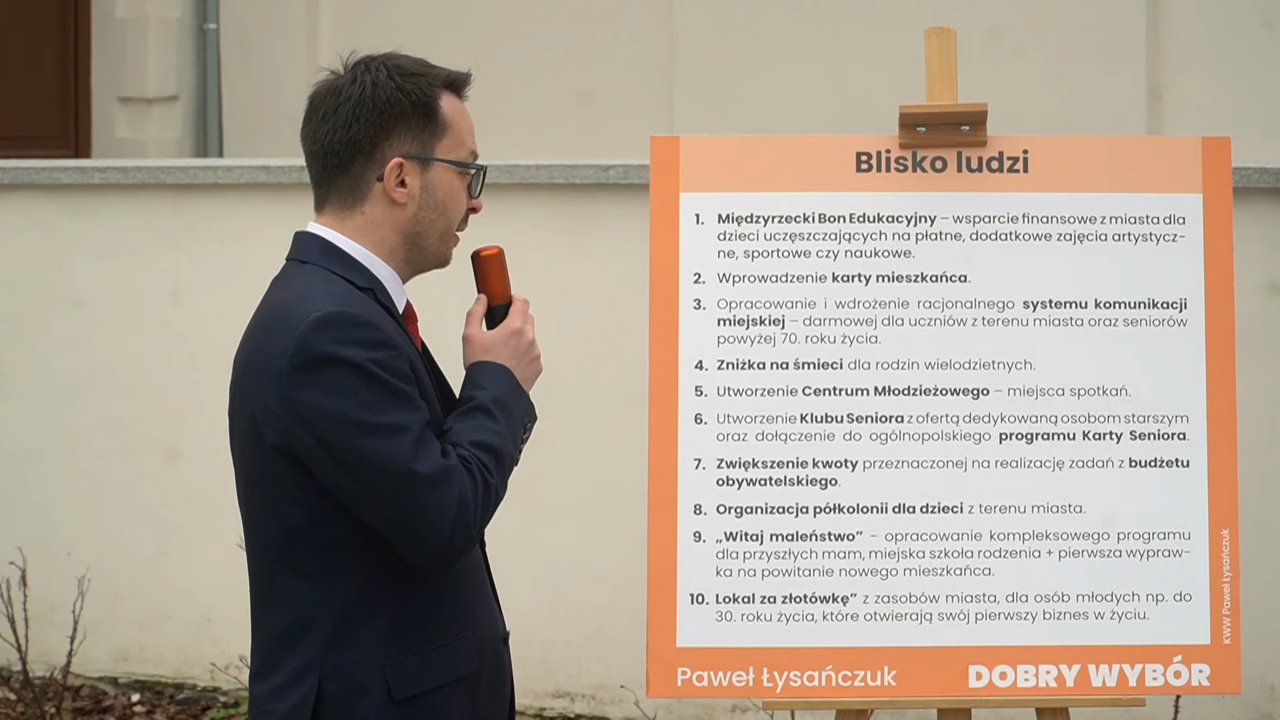 Blisko ludzi
1. Międzyrzecki Bon Edukacyjny – wsparcie finansowe z miasta dla
dzieci uczęszczających na płatne, dodatkowe zajęcia artystycz-
ne, sportowe czy naukowe.
2. Wprowadzenie karty mieszkańca.
3. Opracowanie i wdrożenie racjonalnego systemu komunikacji
miejskiej – darmowej dla uczniów z terenu miasta oraz seniorów
powyżej 70. roku życia.
4. Zniżka na śmieci dla rodzin wielodzietnych.
5. Utworzenie Centrum Młodzieżowego – miejsca spotkań.
6. Utworzenie Klubu Seniora z ofertą dedykowaną osobom starszym
oraz dołączenie do ogólnopolskiego programu Karty Seniora.
7. Zwiększenie kwoty przeznaczonej na realizację zadań z budżetu
obywatelskiego.
8. Organizacja półkolonii dla dzieci z terenu miasta.
9. „Witaj maleństwo” - opracowanie kompleksowego programu
dla przyszłych mam, miejska szkoła rodzenia + pierwsza wypraw-
ka na powitanie nowego mieszkańca.
10. Lokal za złotówkę” z zasobów miasta, dla osób młodych np. do
30. roku życia, które otwierają swój pierwszy biznes w życiu.
KWW Paweł Łysańczuk
Paweł Łysańczuk
DOBRY WYBÓR